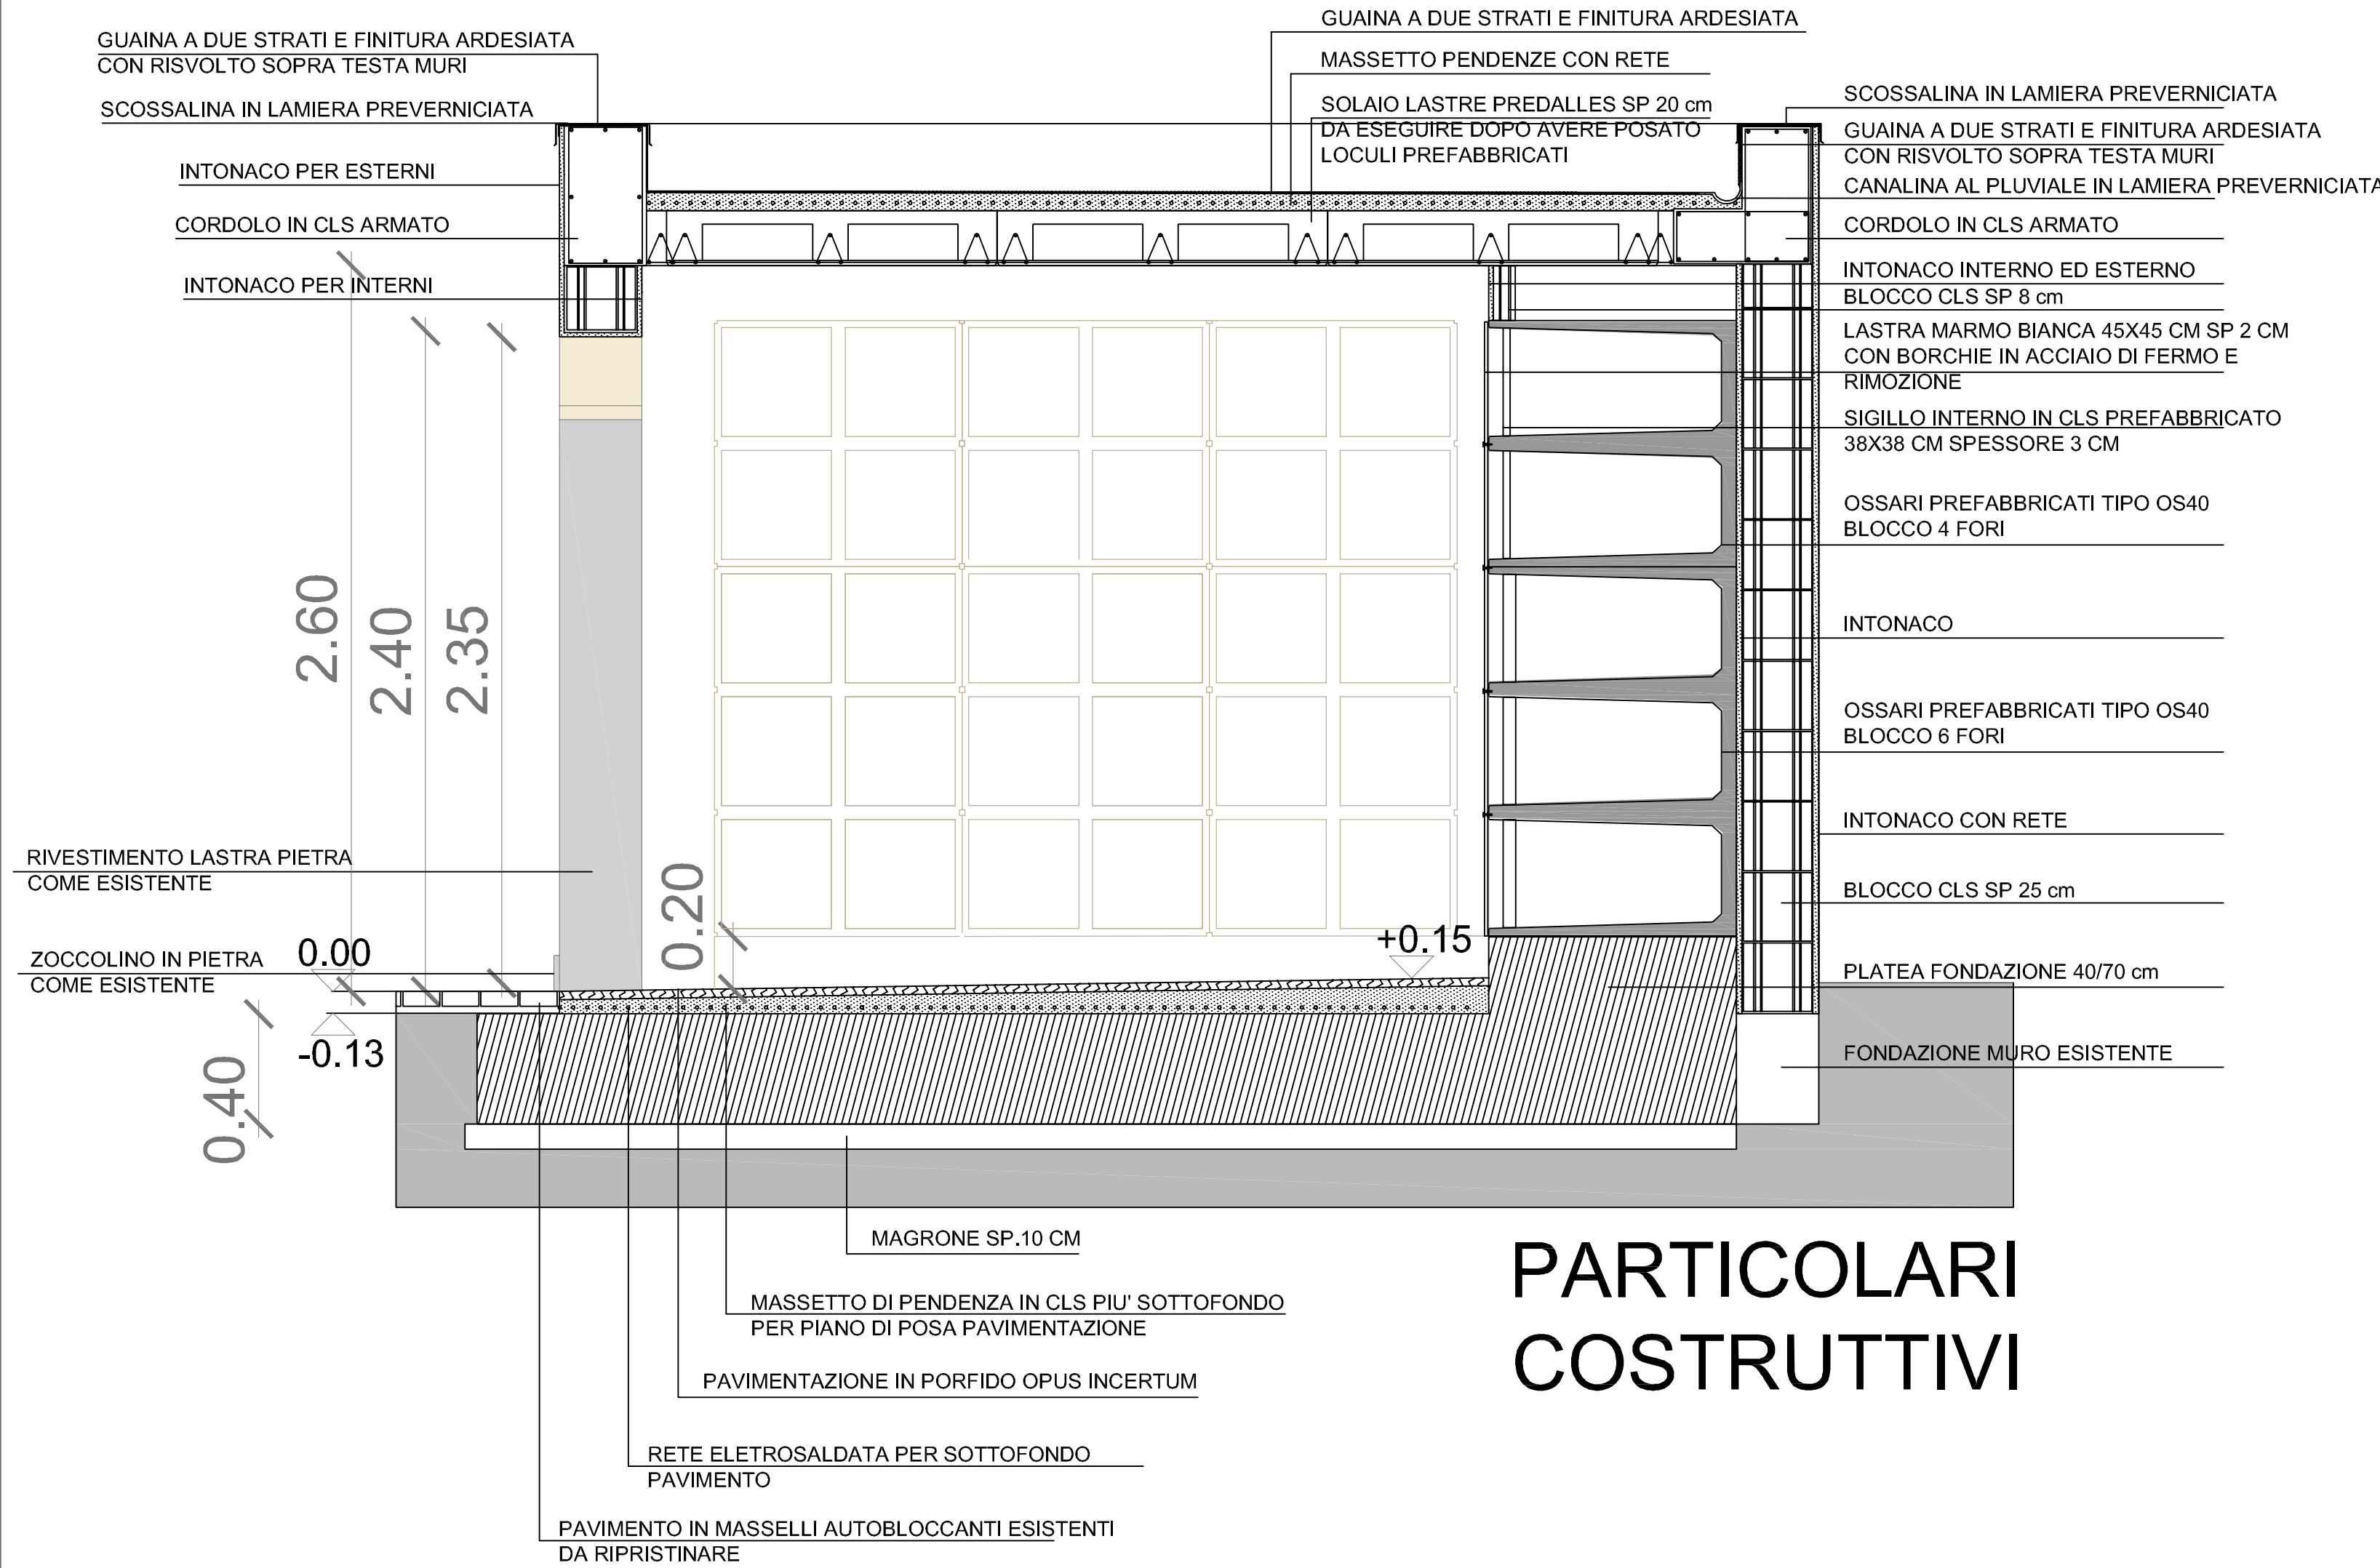 GUAINA A DUE STRATI E FINITURA ARDESIATA
CON RISVOLTO SOPRA TESTA MURI
SCOSSALINA IN LAMIERA PREVERNICIATA
INTONACO PER ESTERNI
CORDOLO IN CLS ARMATO
INTONACO PER INTERNI
GUAINA A DUE STRATI E FINITURA ARDESIATA
MASSETTO PENDENZE CON RETE
SOLAIO LASTRE PREDALLES SP 20 cm
DA ESEGUIRE DOPO AVERE POSATO
LOCULI PREFABBRICATI
SCOSSALINA IN LAMIERA PREVERNICIATA
GUAINA A DUE STRATI E FINITURA ARDESIATA
CON RISVOLTO SOPRA TESTA MURI
CANALINA AL PLUVIALE IN LAMIERA PREVERNICIATA
CORDOLO IN CLS ARMATO
INTONACO INTERNO ED ESTERNO
BLOCCO CLS SP 8 cm
LASTRA MARMO BIANCA 45X45 CM SP 2 CM
CON BORCHIE IN ACCIAIO DI FERMO E
RIMOZIONE
SIGILLO INTERNO IN CLS PREFABBRICATO
38X38 CM SPESSORE 3 CM
OSSARI PREFABBRICATI TIPO OS40
BLOCCO 4 FORI
INTONACO
OSSARI PREFABBRICATI TIPO OS40
BLOCCO 6 FORI
INTONACO CON RETE
BLOCCO CLS SP 25 cm
PLATEA FONDAZIONE 40/70 cm
FONDAZIONE MURO ESISTENTE
2.60
2.40
2.35
0.20
RIVESTIMENTO LASTRA PIETRA
COME ESISTENTE
ZOCCOLINO IN PIETRA
COME ESISTENTE
0.00
+0.15
-0.13
0.40
MAGRONE SP.10 CM
MASSETTO DI PENDENZA IN CLS PIU' SOTTOFONDO
PER PIANO DI POSA PAVIMENTAZIONE
PAVIMENTAZIONE IN PORFIDO OPUS INCERTUM
RETE ELETROSALDATA PER SOTTOFONDO
PAVIMENTO
PAVIMENTO IN MASSELLI AUTOBLOCCANTI ESISTENTI
DA RIPRISTINARE
PARTICOLARI
COSTRUTTIVI